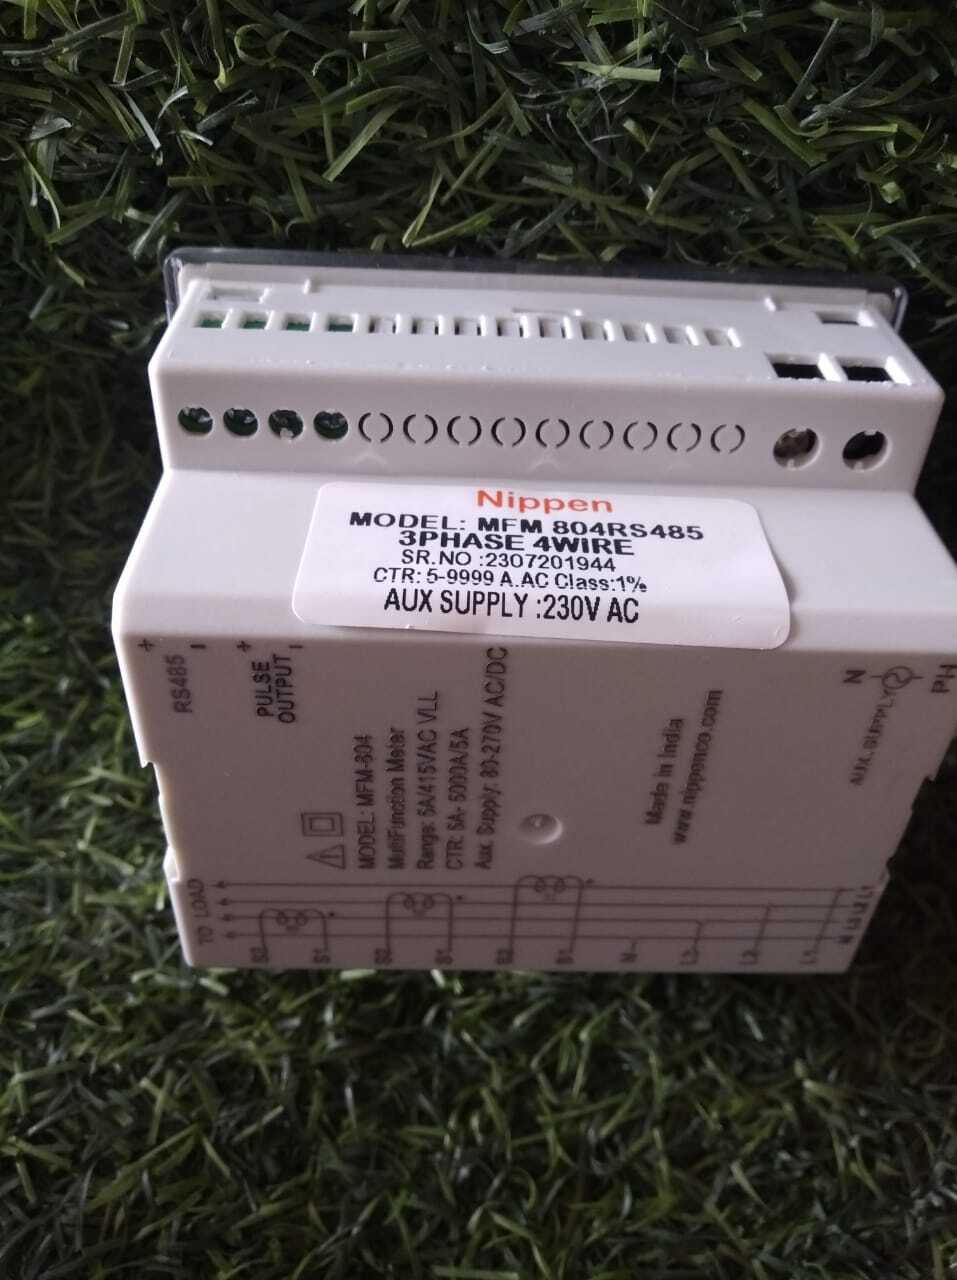 Nippen
MODEL: MFM 804RS485
3PHASE 4WIRE
SR.NO :2307201944
CTR: 5-9999 A.AC Class:1%
AUX SUPPLY :230V AC
+ -
RS485
+ -
PULSE
OUTPUT
MODEL: MFM-804
MultiFunction Meter
Range: 5A/415VAC VLL
CTR: 5A- 5000A/5A
Aux. Supply: 80-270V AC/DC
Made in India
www.nippenco.com
N PH
AUX. SUPPLY
TO LOAD
S2 S1 S2 S1 S2 S1 N L3 L2 L1
N L3 L2 L1